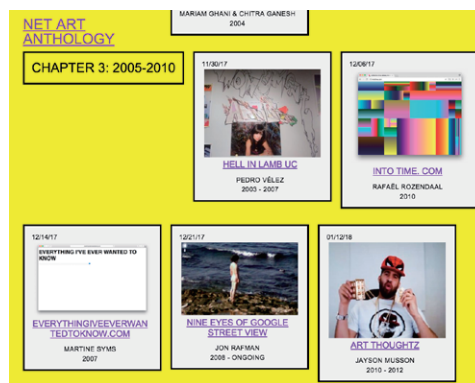 MARIAM GHANI & CHITRA GANESH
2004
NET ART
ANTHOLOGY
CHAPTER 3: 2005-2010
11/30/17
HELL IN LAMB UC
PEDRO VÉLEZ
2003 - 2007
12/08/17
INTO TIME. COM
RAFAËL ROZENDAAL
2010
12/14/17
EVERYTHING I'VE EVER WANTED TO
KNOW
EVERYTHINGIVEEVERWAN
TEDTOKNOW.COM
MARTINE SYMS
2007
12/21/17
NINE EYES OF GOOGLE
STREET VIEW
JON RAFMAN
2008 - ONGOING
01/12/18
ART THOUGHTZ
JAYSON MUSSON
2010 - 2012